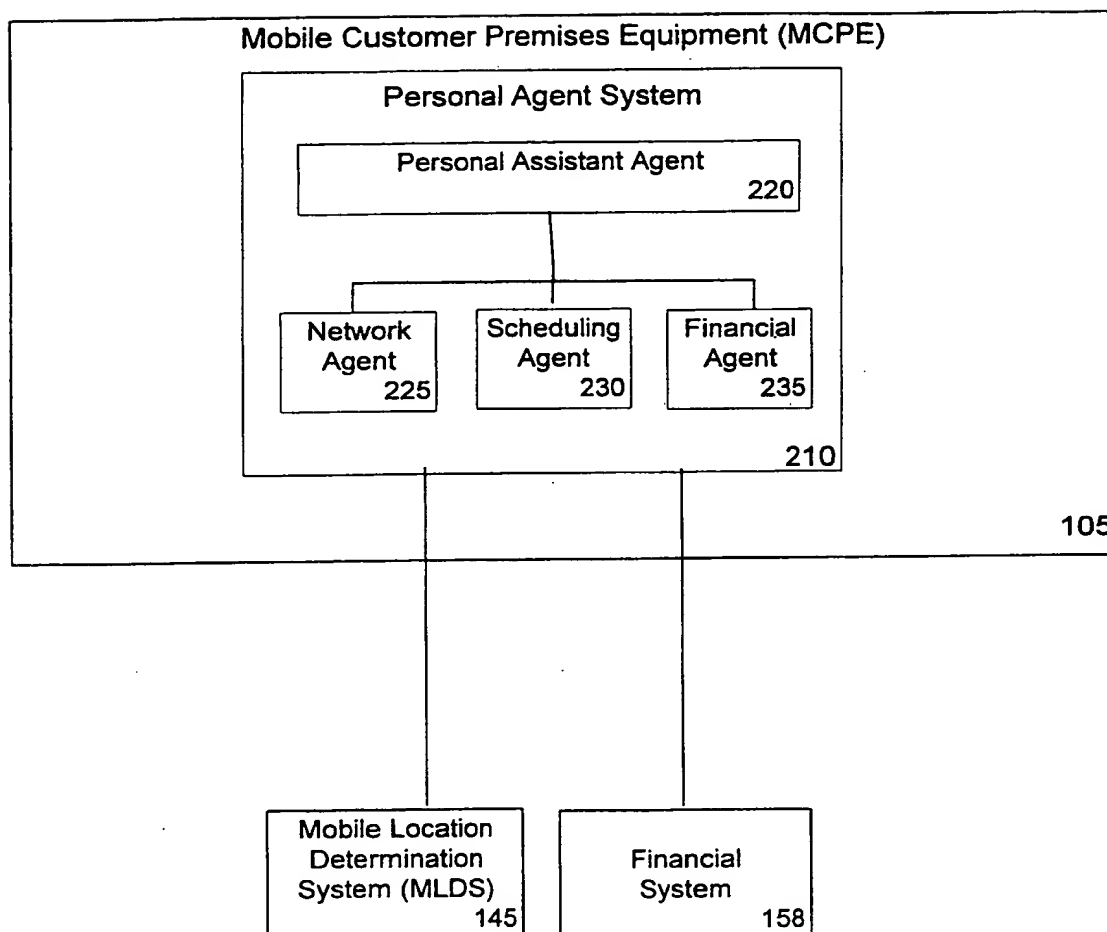 Mobile Customer Premises Equipment (MCPE)
Personal Agent System
Personal Assistant Agent
220
Network
Agent
225
Scheduling
Agent
230
Financial
Agent
235
210
105
Mobile Location
Determination
System (MLDS)
145
Financial
System
158